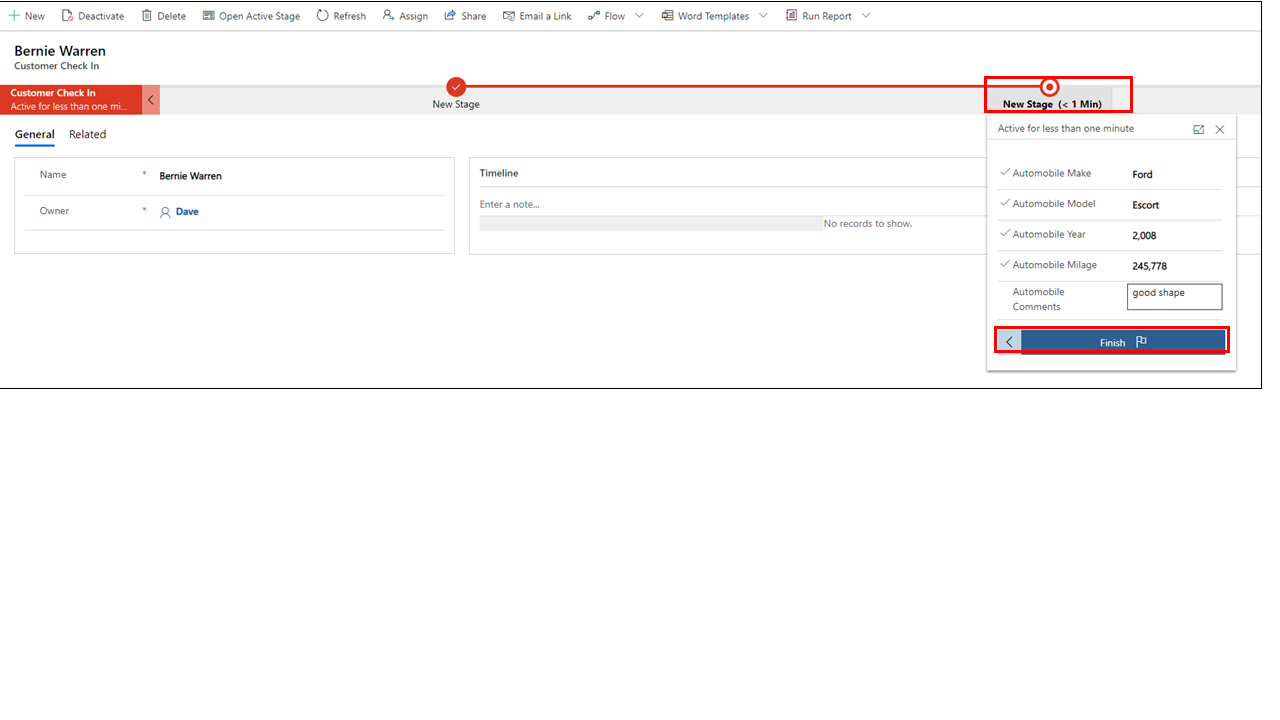 New Deactivate Delete Open Active Stage Refresh Assign Share Email a Link Flow Word Templates Run Report
Bernie Warren
Customer Check In
Customer Check In
Active for less than one mi...
New Stage
New Stage (< 1 Min)
General Related
Name * Bernie Warren
Owner * Dave
Timeline
Enter a note...
No records to show.
Active for less than one minute
Automobile Make Ford
Automobile Model Escort
Automobile Year 2,008
Automobile Milage 245,778
Automobile Comments good shape
Finish